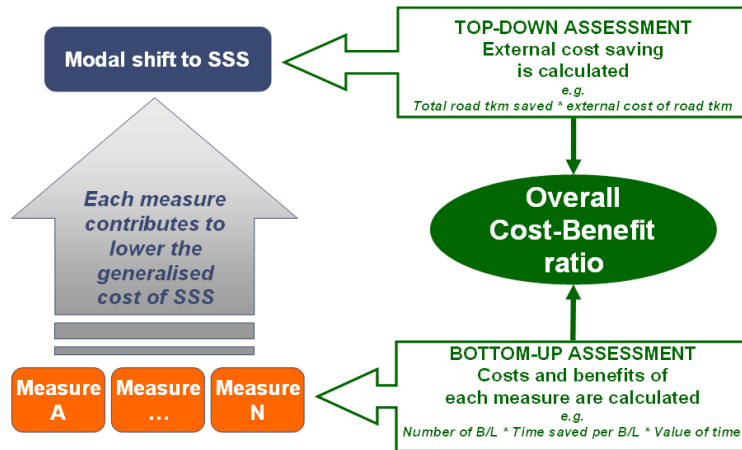 Modal shift to SSS
TOP-DOWN ASSESSMENT
External cost saving
is calculated
e.g.
Total road tkm saved * external cost of road tkm
Each measure
contributes to
lower the
generalised
cost of SSS
Overall
Cost-Benefit
ratio
Measure
A
Measure
...
Measure
N
BOTTOM-UP ASSESSMENT
Costs and benefits of
each measure are calculated
e.g.
Number of B/L * Time saved per B/L * Value of time